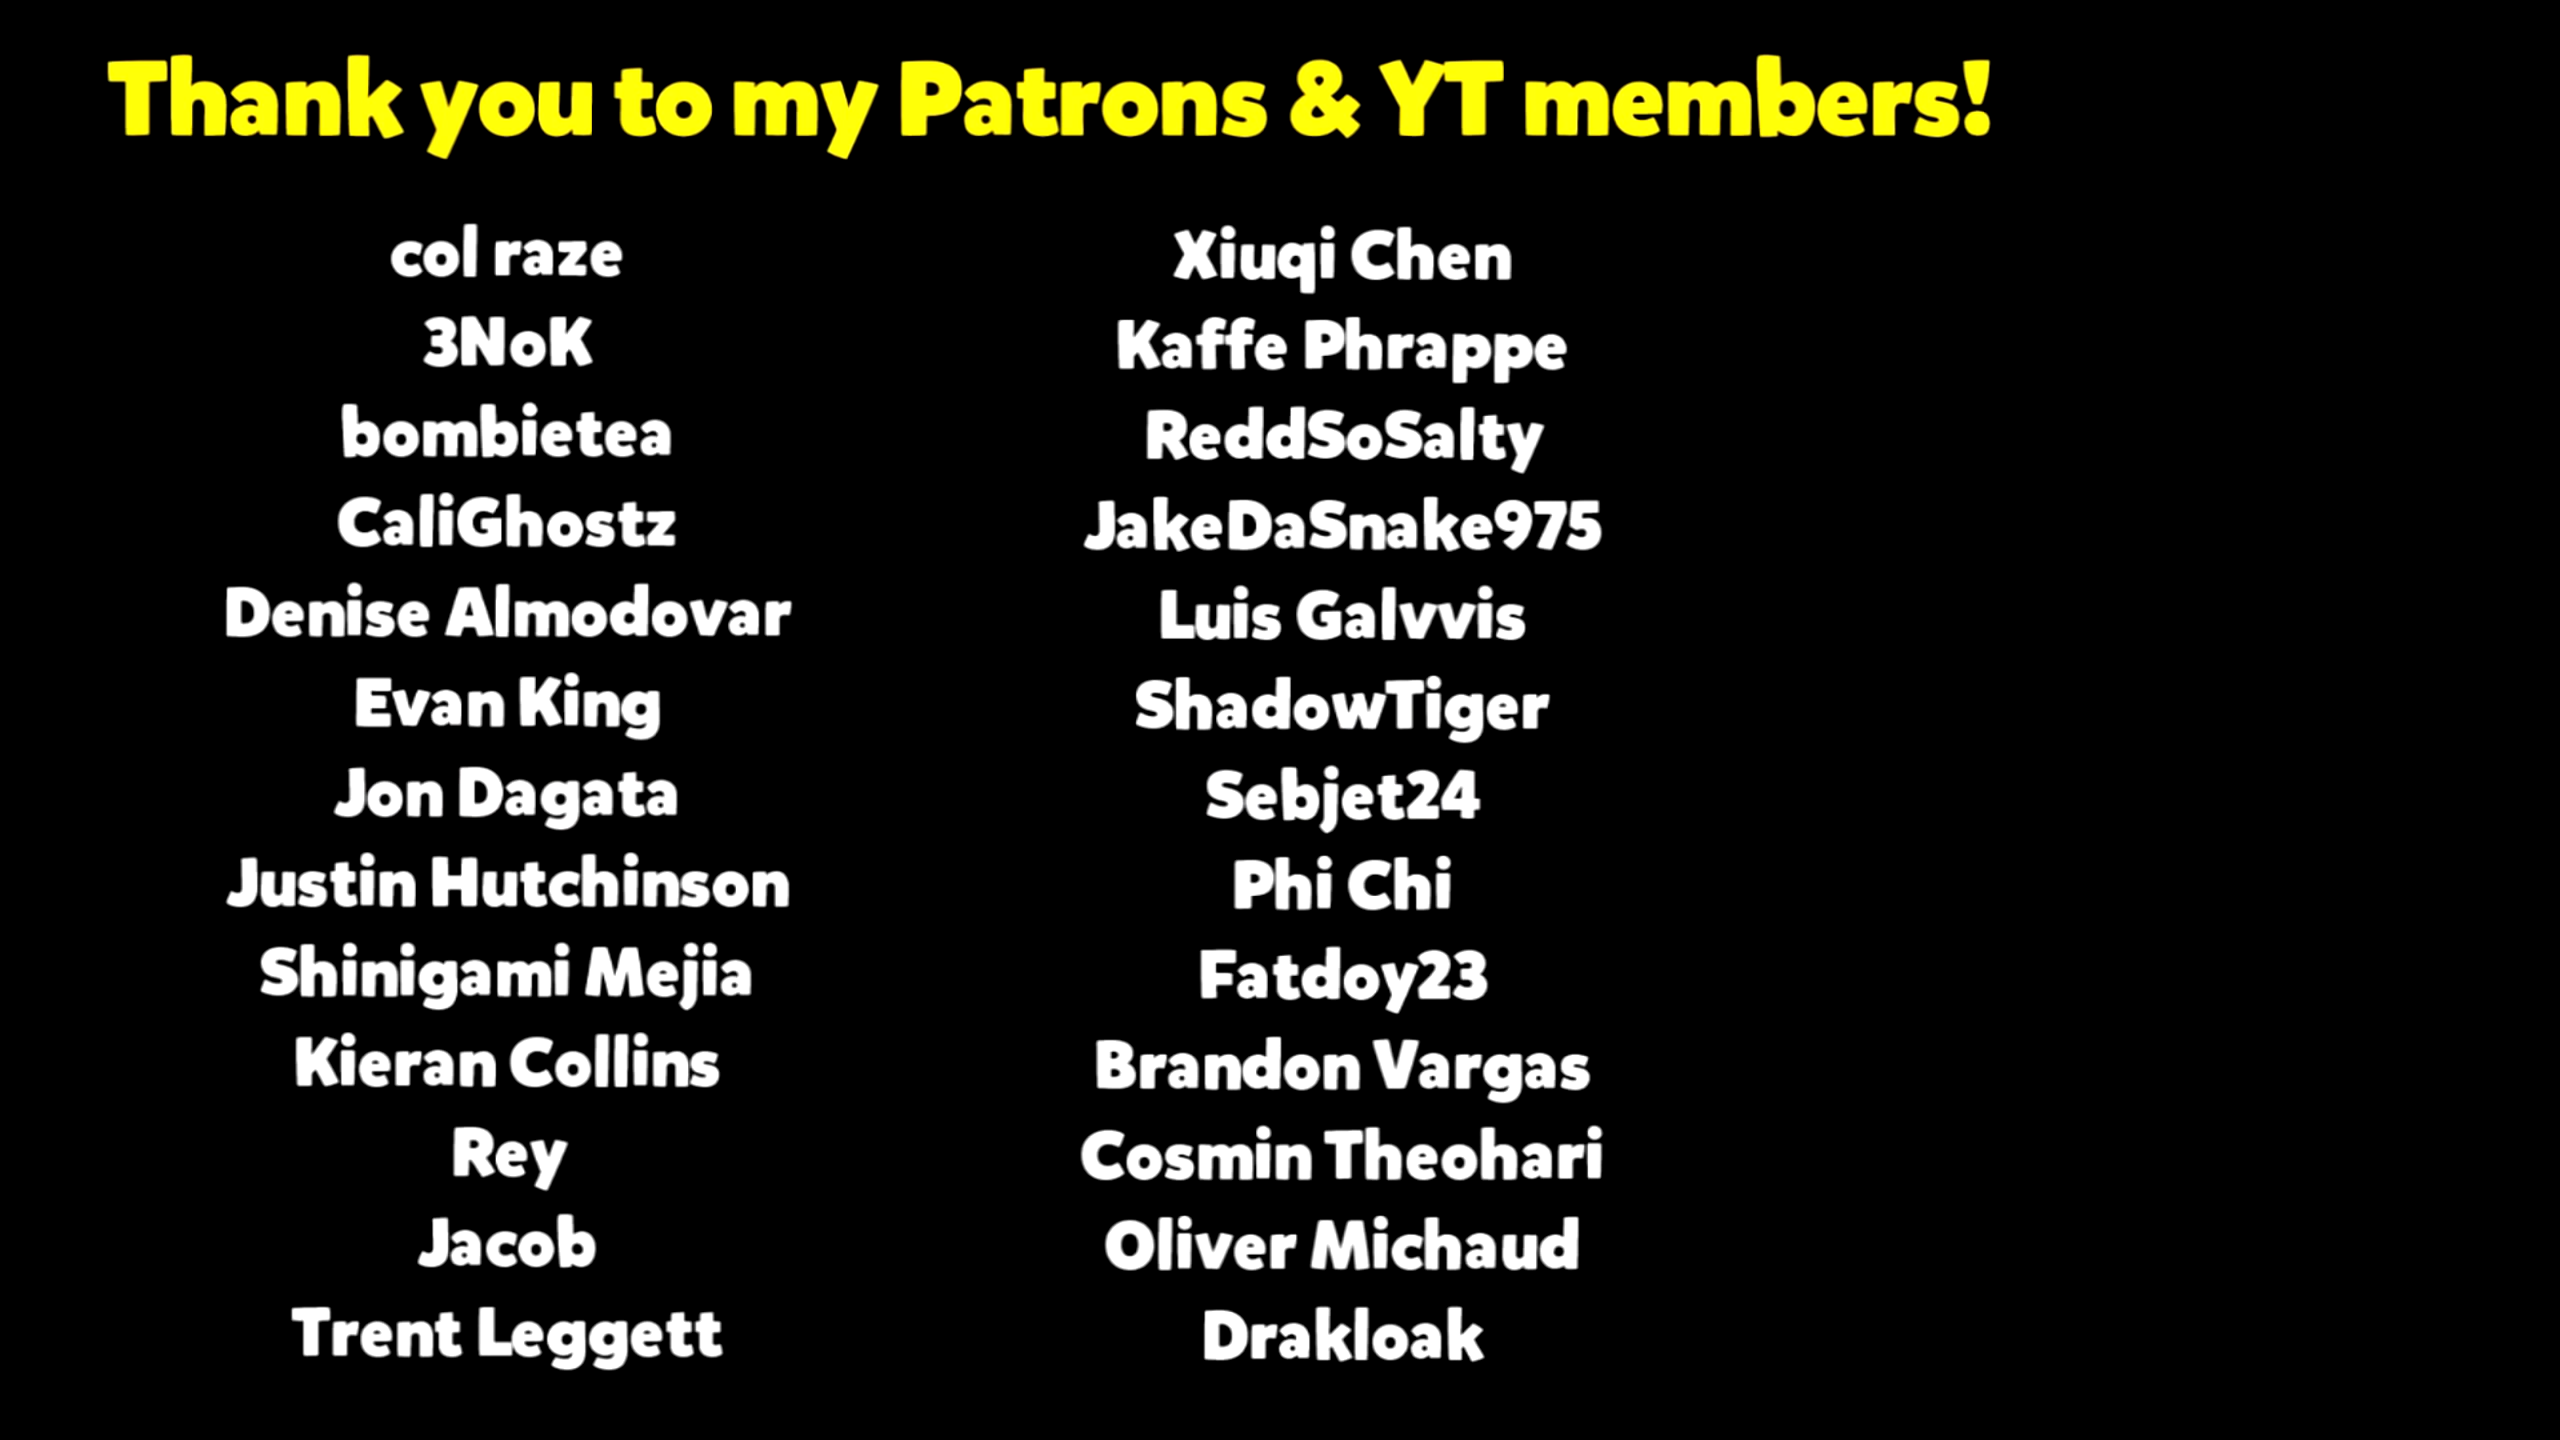 Thank you to my Patrons & YT members!
col raze
3NoK
bombietea
CaliGhostz
Denise Almodovar
Evan King
Jon Dagata
Justin Hutchinson
Shinigami Mejia
Kieran Collins
Rey
Jacob
Trent Leggett
Xiuqi Chen
Kaffe Phrappe
ReddSoSalty
JakeDaSnake975
Luis Galvvis
ShadowTiger
Sebjet24
Phi Chi
Fatdoy23
Brandon Vargas
Cosmin Theohari
Oliver Michaud
Drakloak